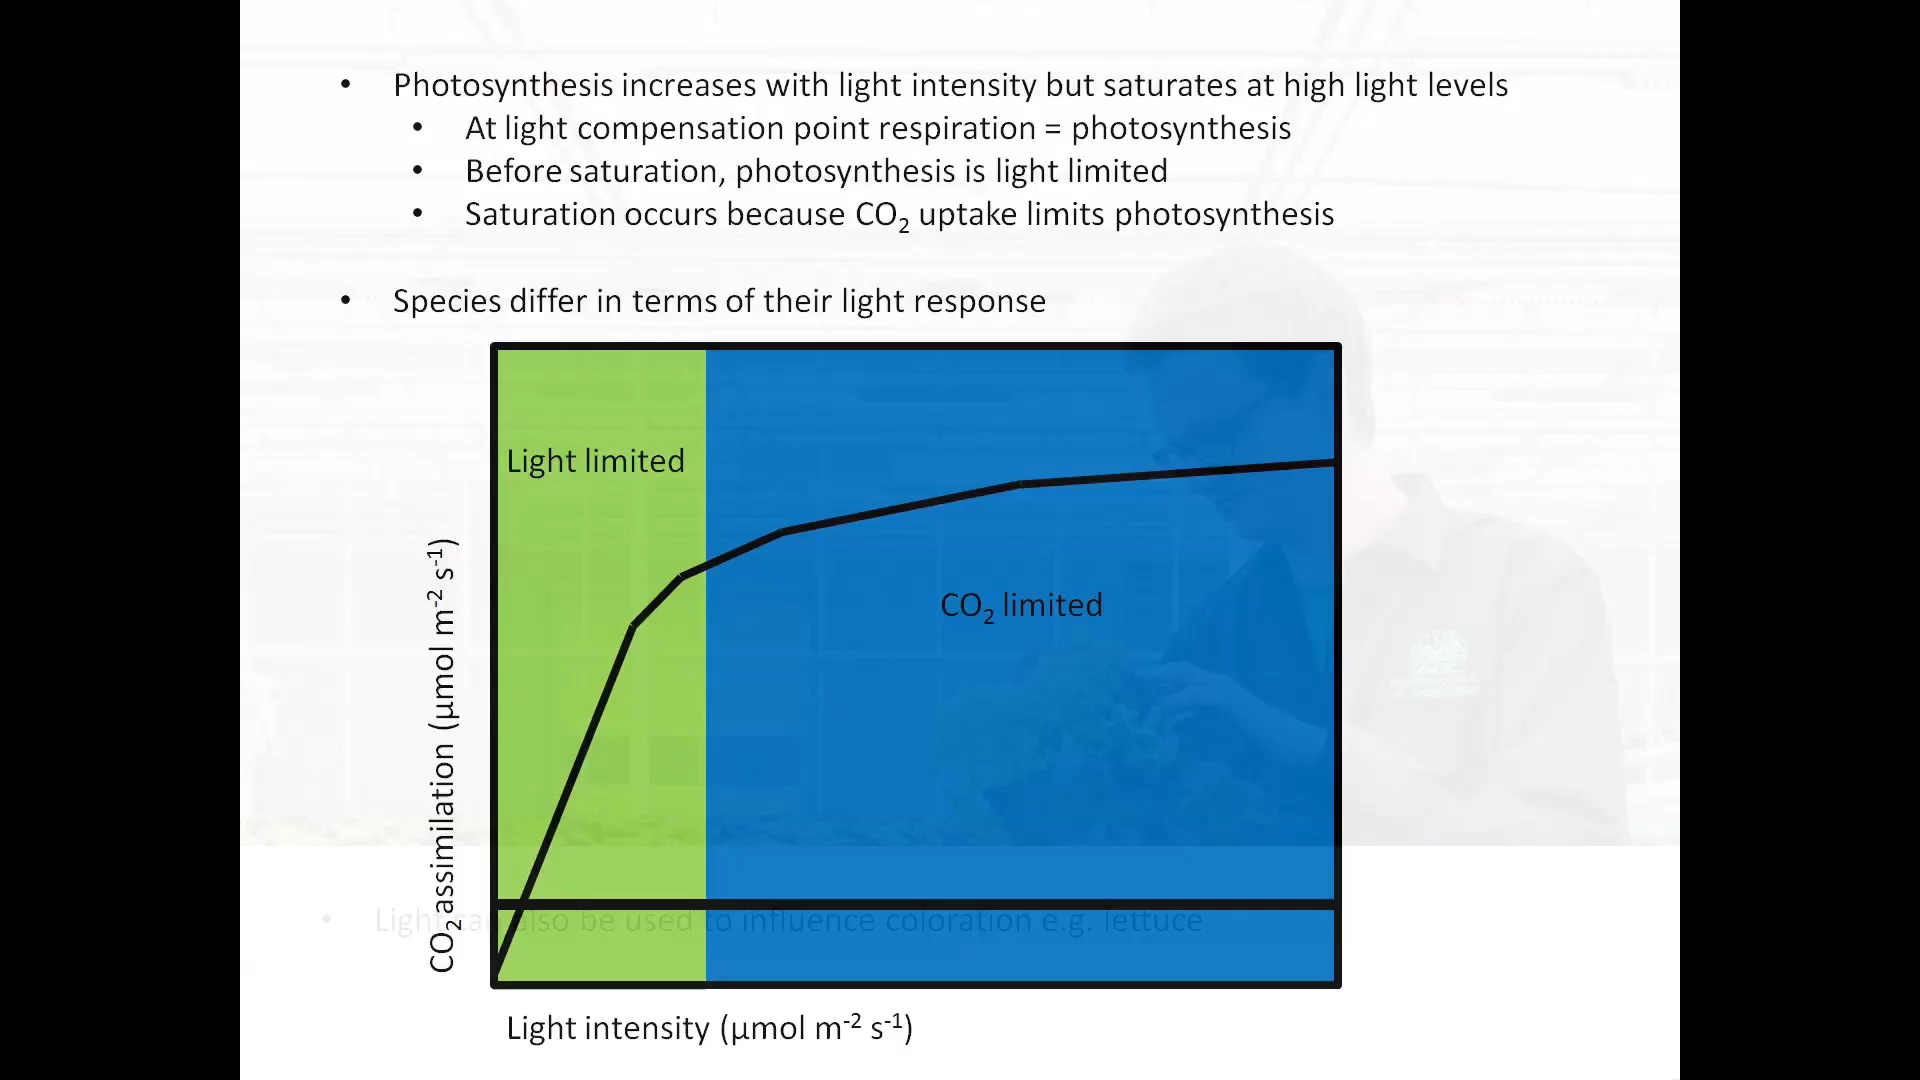 • Photosynthesis increases with light intensity but saturates at high light levels
• At light compensation point respiration = photosynthesis
• Before saturation, photosynthesis is light limited
• Saturation occurs because CO₂ uptake limits photosynthesis
• Species differ in terms of their light response
Light limited
CO₂ limited
CO₂ assimilation (µmol m⁻² s⁻¹)
• Light can also be used to influence coloration e.g. lettuce
Light intensity (µmol m⁻² s⁻¹)